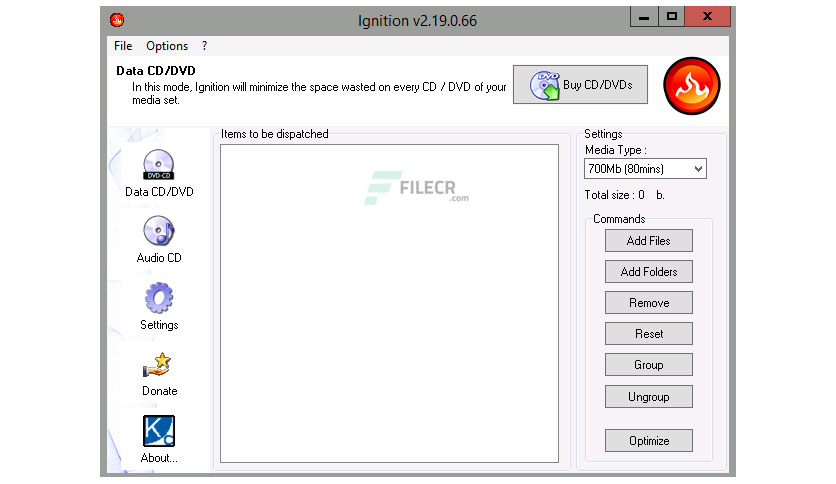 Ignition v2.19.0.66
File Options ?
Data CD/DVD
In this mode, Ignition will minimize the space wasted on every CD / DVD of your
media set.
DVD
Buy CD/DVDs
DVD-CD
Data CD/DVD
Audio CD
Settings
Donate
Kc
About...
Items to be dispatched
FILECR
.com
Settings
Media Type :
700Mb (80mins)
Total size : 0 b.
Commands
Add Files
Add Folders
Remove
Reset
Group
Ungroup
Optimize